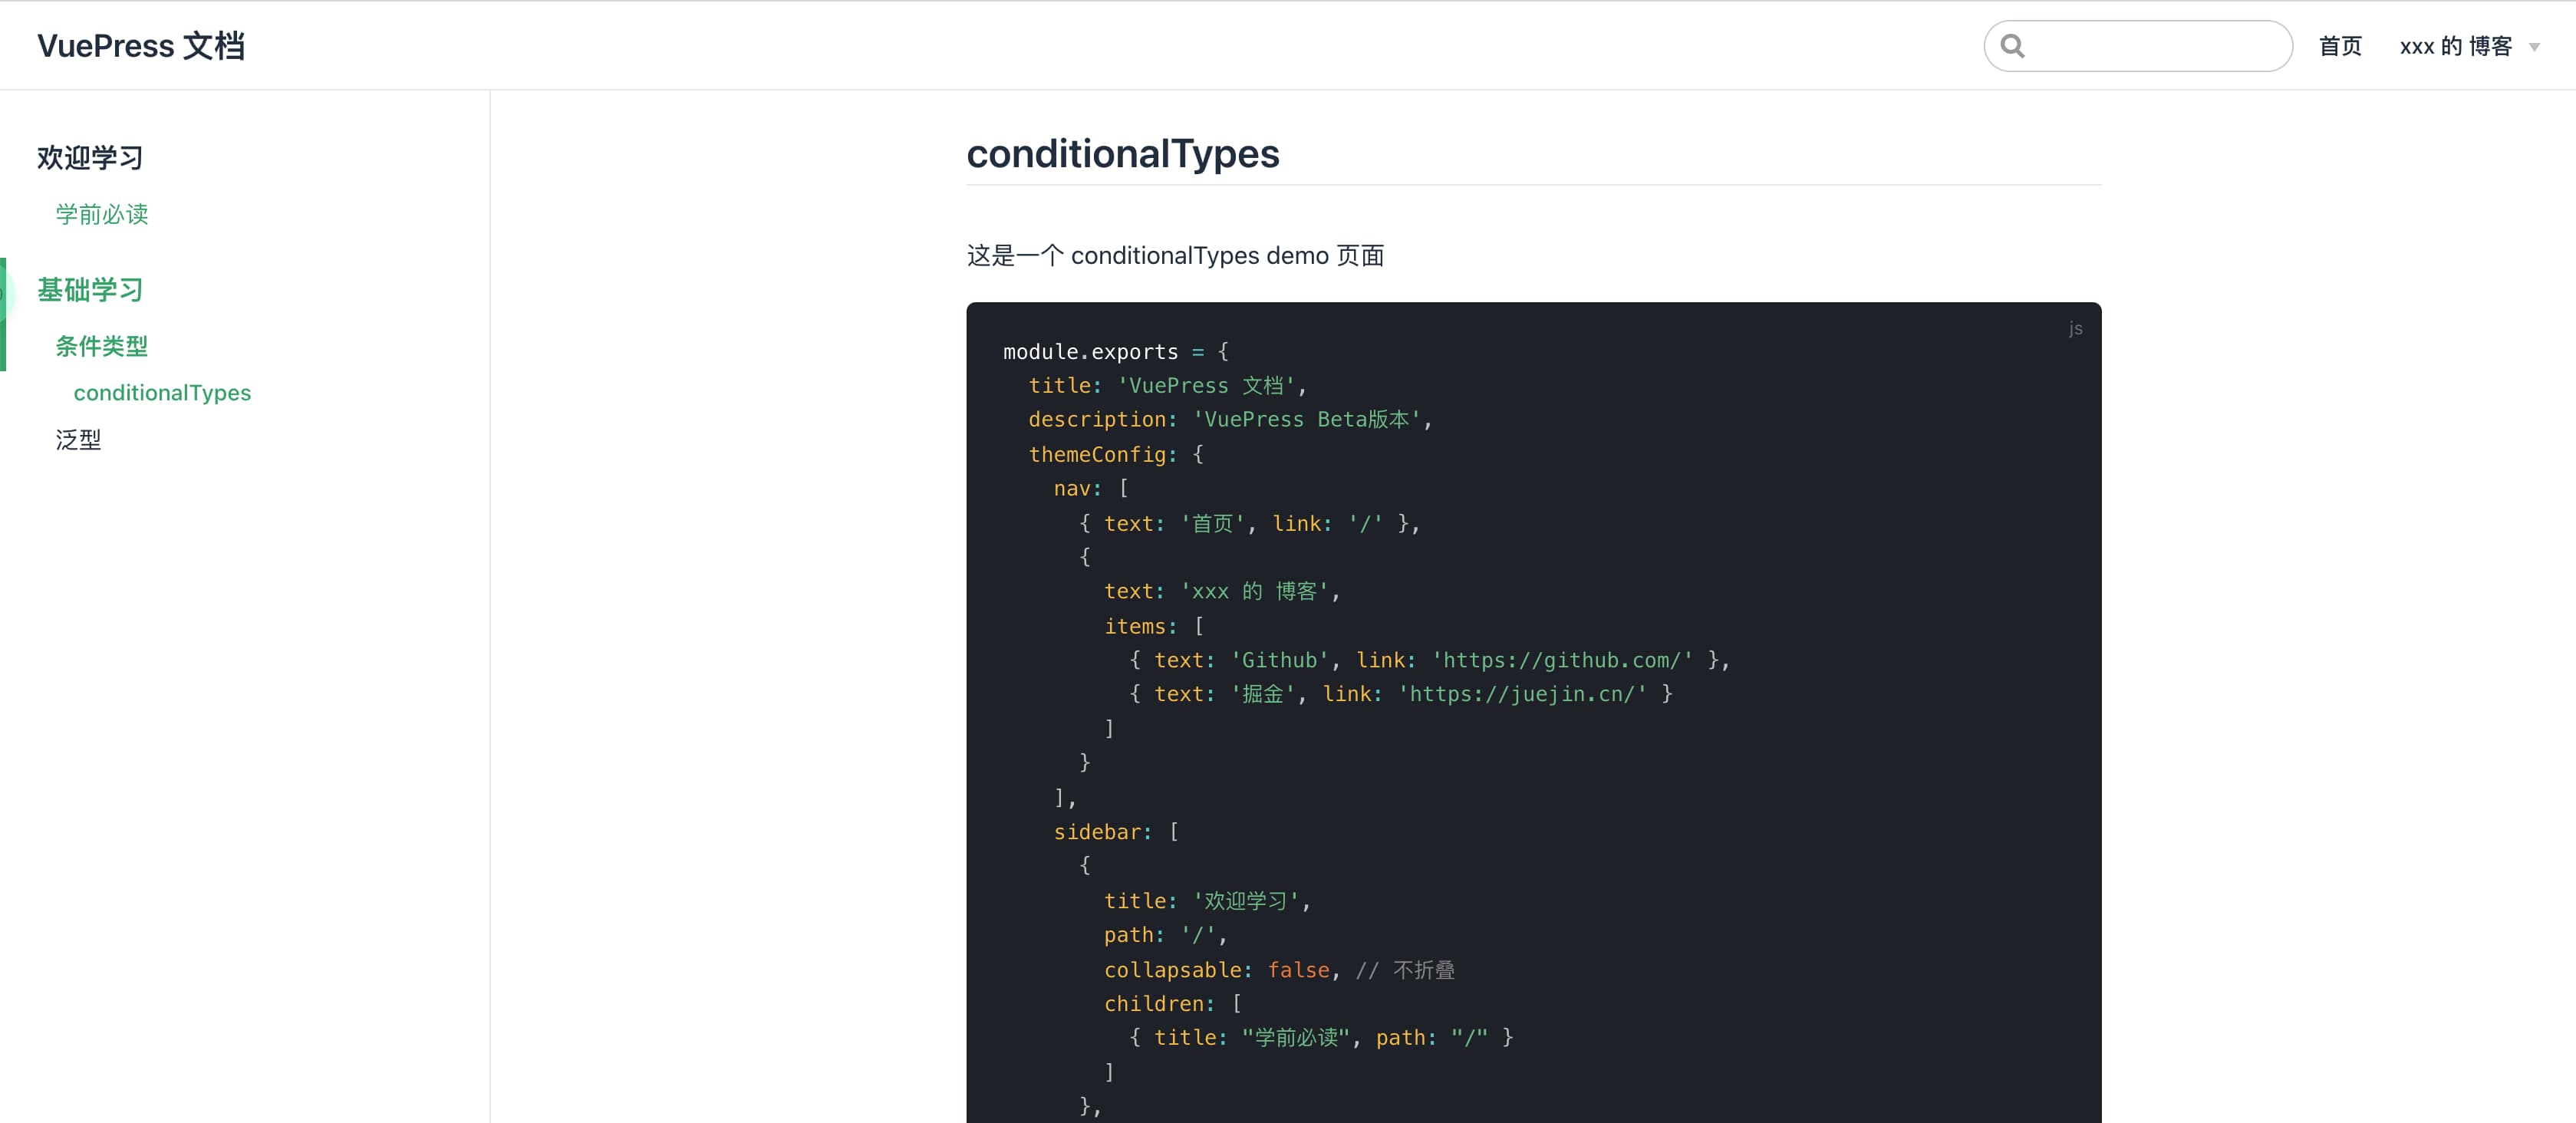 VuePress 文档
首页
xxx 的 博客
欢迎学习
学前必读
基础学习
条件类型
conditionalTypes
泛型
conditionalTypes
这是一个 conditionalTypes demo 页面
js
module.exports = {
  title: 'VuePress 文档',
  description: 'VuePress Beta版本',
  themeConfig: {
    nav: [
      { text: '首页', link: '/' },
      {
        text: 'xxx 的 博客',
        items: [
          { text: 'Github', link: 'https://github.com/' },
          { text: '掘金', link: 'https://juejin.cn/' }
        ]
      }
    ],
    sidebar: [
      {
        title: '欢迎学习',
        path: '/',
        collapsable: false, // 不折叠
        children: [
          { title: "学前必读", path: "/" }
        ]
      },